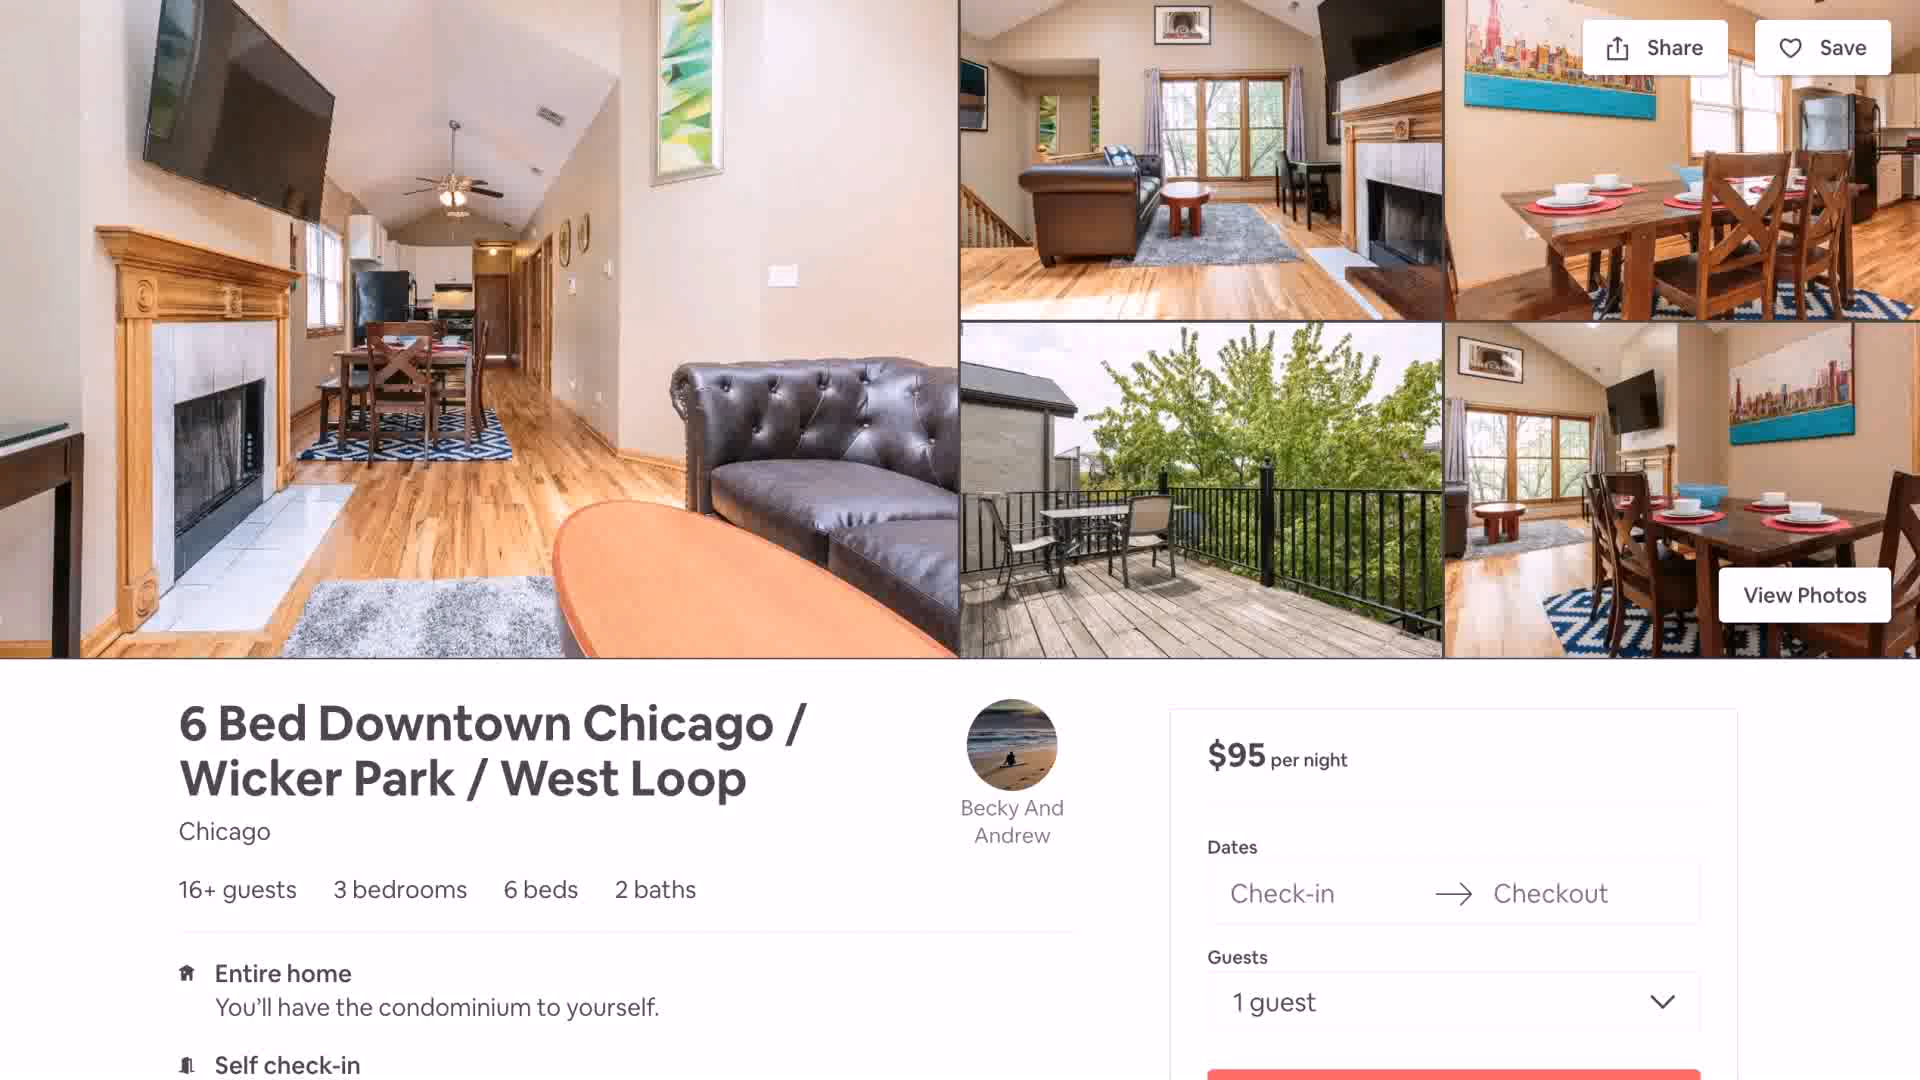 Share
Save
View Photos
6 Bed Downtown Chicago /
Wicker Park / West Loop
Chicago
16+ guests 3 bedrooms 6 beds 2 baths
Becky And
Andrew
Entire home
You’ll have the condominium to yourself.
Self check-in
$95 per night
Dates
Check-in → Checkout
Guests
1 guest